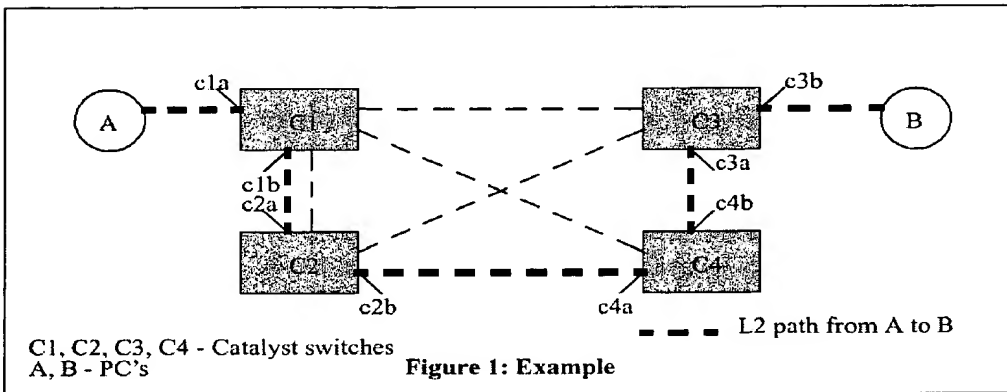 c1a
c3b
A
C1
C3
B
c1b
c3a
c2a
c4b
C2
C4
c2b
c4a
L2 path from A to B
C1, C2, C3, C4 - Catalyst switches
A, B - PC's
Figure 1: Example